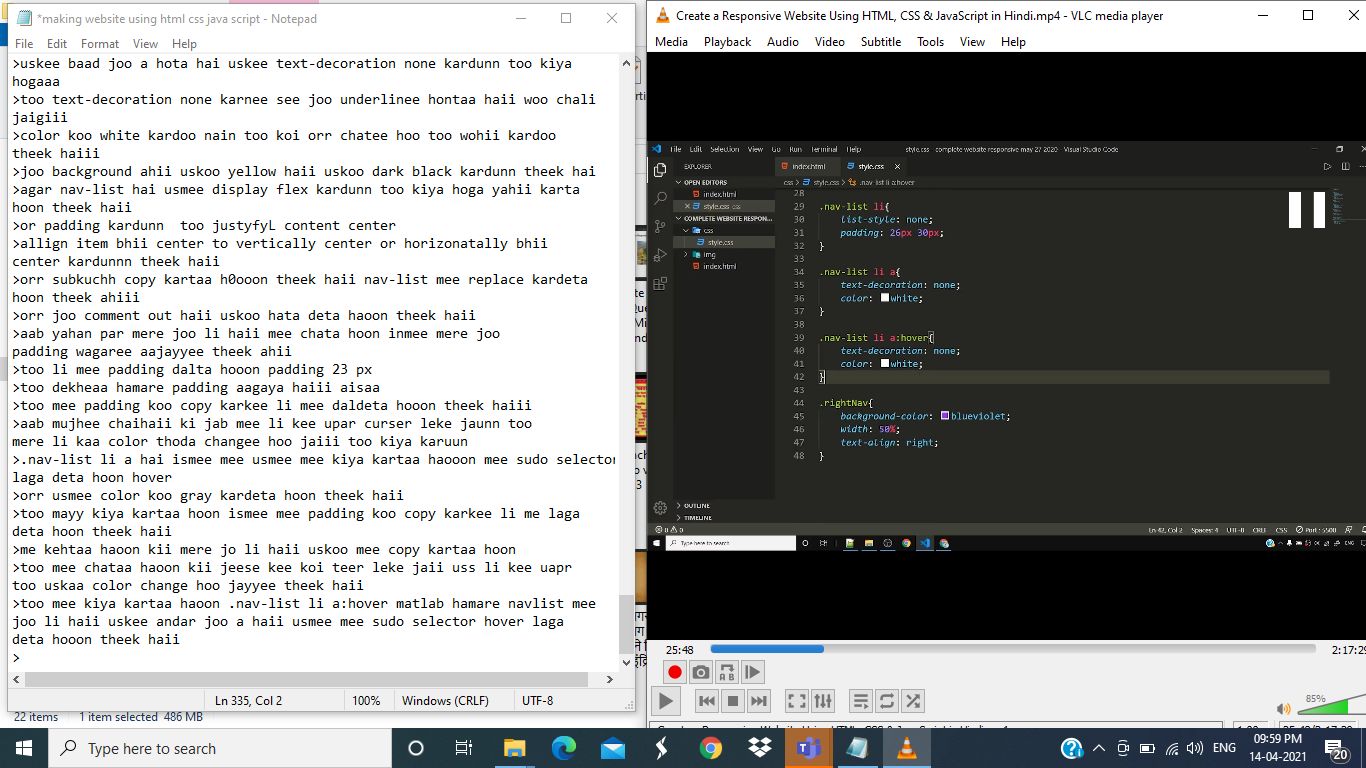 *making website using html css java script - Notepad
File Edit Format View Help
>uskee baad joo a hota hai uskee text-decoration none kardunn too kiya
hogaaa
>too text-decoration none karnee see joo underlinee hontaa haii woo chali
jaigiii
>color koo white kardoo nain too koi orr chatee hoo too wohii kardoo
theek haiii
>joo background ahii uskoo yellow haii uskoo dark black kardunn theek hai
>agar nav-list hai usmee display flex kardunn too kiya hoga yahii karta
hoon theek haii
>or padding kardunn  too justyfyL content center
>allign item bhii center to vertically center or horizonatally bhii
center kardunnn theek haii
>orr subkuchh copy kartaa h0ooon theek haii nav-list mee replace kardeta
hoon theek ahiii
>orr joo comment out haii uskoo hata deta haoon theek haii
>aab yahan par mere joo li haii mee chata hoon inmee mere joo
padding wagaree aajayyee theek ahii
>too li mee padding dalta hooon padding 23 px
>too dekheaa hamare padding aagaya haiii aisaa
>too mee padding koo copy karkee li mee daldeta hooon theek haiii
>aab mujhee chaihaii ki jab mee li kee upar curser leke jaunn too
mere li kaa color thoda changee hoo jaiii too kiya karuun
>.nav-list li a hai ismee mee usmee mee kiya kartaa haooon mee sudo selector
laga deta hoon hover
>orr usmee color koo gray kardeta hoon theek haii
>too mayy kiya kartaa hoon ismee mee padding koo copy karkee li me laga
deta hoon theek haii
>me kehtaa haoon kii mere jo li haii uskoo mee copy kartaa hoon
>too mee chataa haoon kii jeese kee koi teer leke jaii uss li kee uapr
too uskaa color change hoo jayyee theek haii
>too mee kiya kartaa haoon .nav-list li a:hover matlab hamare navlist mee
joo li haii uskee andar joo a haii usmee mee sudo selector hover laga
deta hooon theek haii
>
Ln 335, Col 2 100% Windows (CRLF) UTF-8
22 items 1 item selected 486 MB
Create a Responsive Website Using HTML, CSS & JavaScript in Hindi.mp4 - VLC media player
Media Playback Audio Video Subtitle Tools View Help
File Edit Selection View Go Run Terminal Help style.css - complete website responsive may 27 2020 - Visual Studio Code
EXPLORER
OPEN EDITORS
index.html
style.css css
COMPLETE WEBSITE RESPON...
css
style.css
img
index.html
OUTLINE
TIMELINE
index.html style.css
css > style.css > .nav-list li a:hover
28
29 .nav-list li{
30 list-style: none;
31 padding: 26px 30px;
32 }
33
34 .nav-list li a{
35 text-decoration: none;
36 color: white;
37 }
38
39 .nav-list li a:hover{
40 text-decoration: none;
41 color: white;
42 }
43
44 .rightNav{
45 background-color: blueviolet;
46 width: 50%;
47 text-align: right;
48 }
0 0 Ln 42, Col 2 Spaces: 4 UTF-8 CRLF CSS Port : 5500
Type here to search
25:48 2:17:29
85%
Type here to search
ENG 09:59 PM
14-04-2021
20